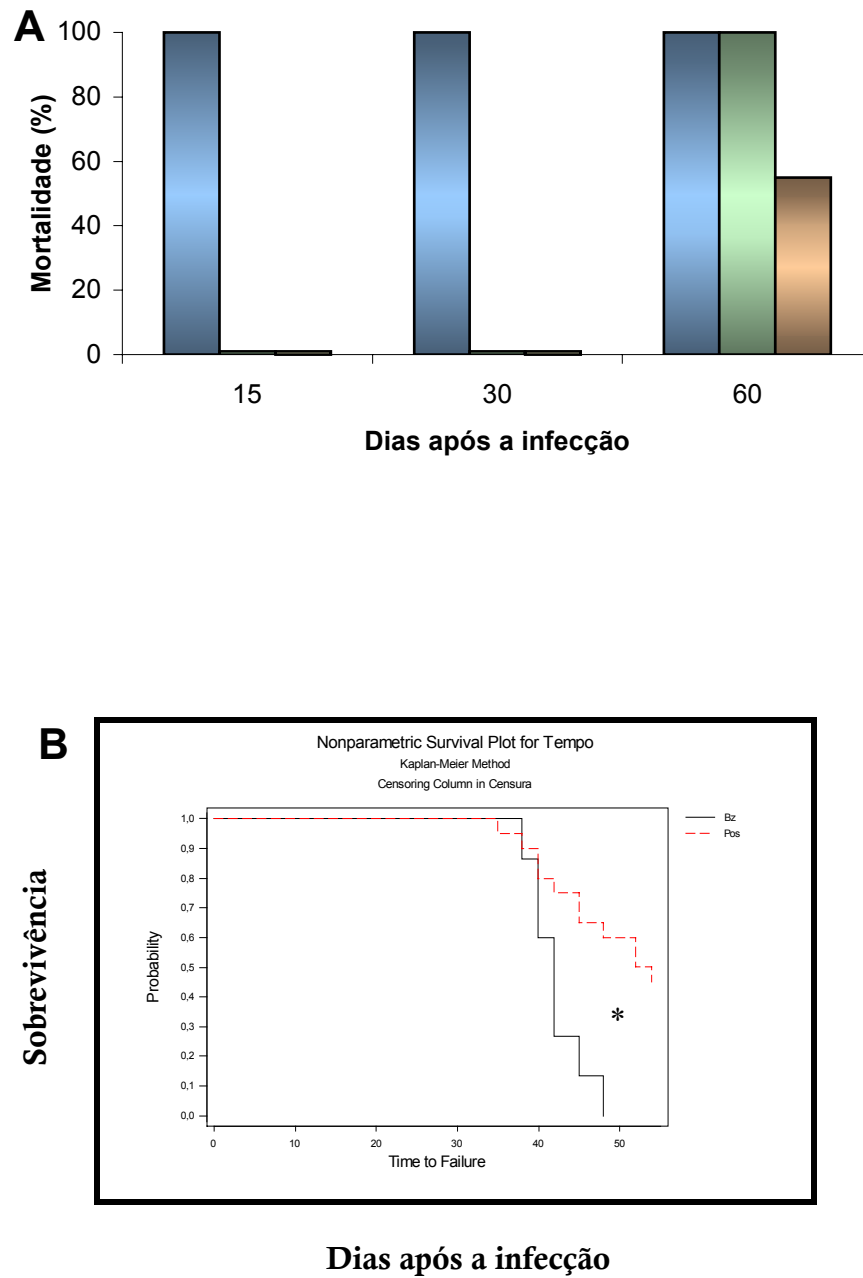 A
100
80
60
40
20
0
Mortalidade (%)
15 30 60
Dias após a infecção
B
Nonparametric Survival Plot for Tempo
Kaplan-Meier Method
Censoring Column in Censura
Bz
Pos
1,0
0,9
0,8
0,7
0,6
0,5
0,4
0,3
0,2
0,1
0,0
Probability
Sobrevivência
*
0 10 20 30 40 50
Time to Failure
Dias após a infecção